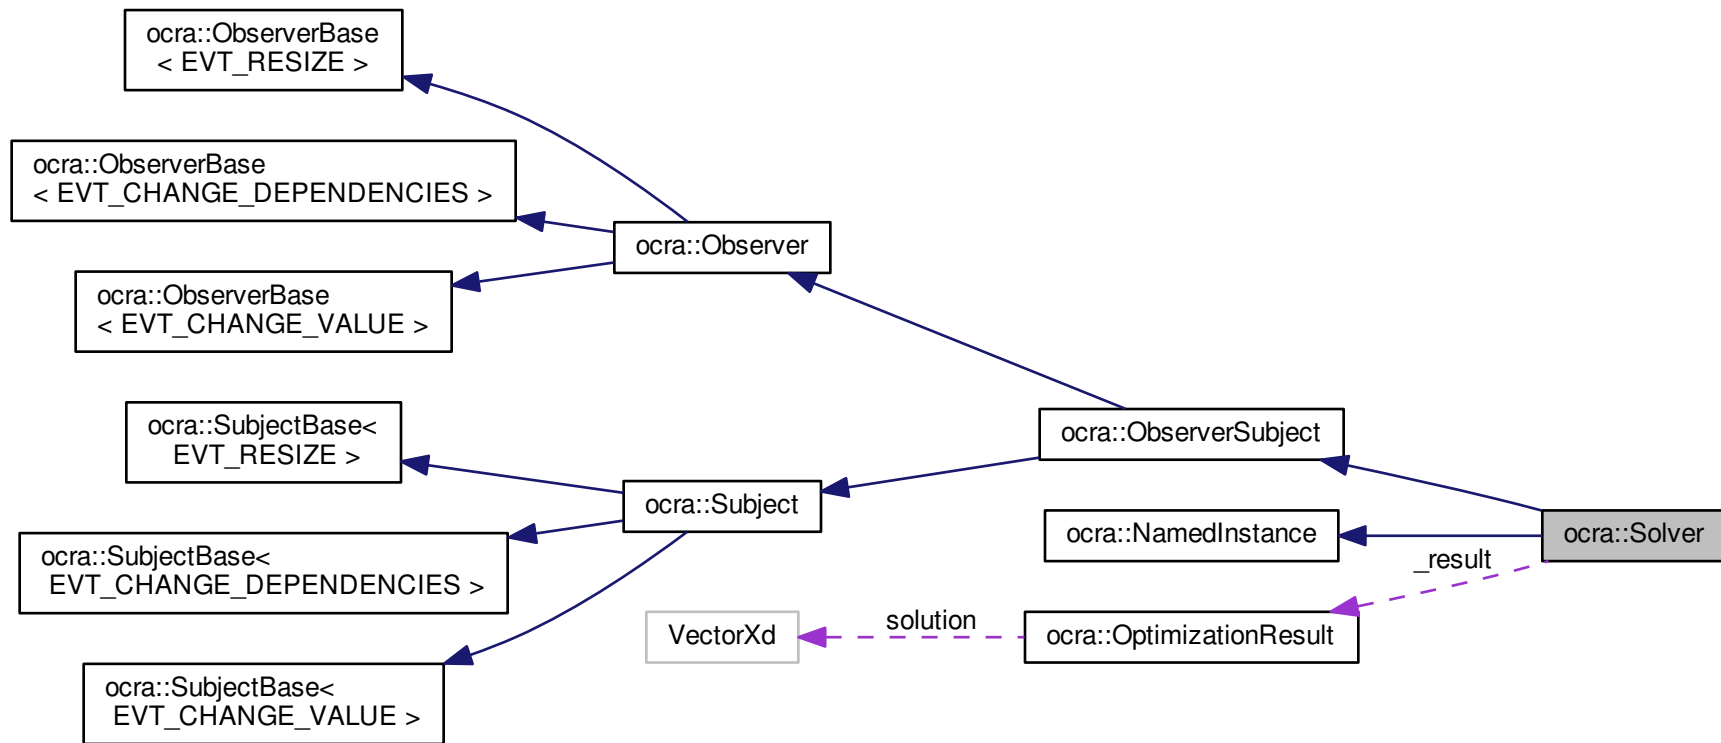 ocra::ObserverBase
< EVT_RESIZE >
ocra::ObserverBase
< EVT_CHANGE_DEPENDENCIES >
ocra::Observer
ocra::ObserverBase
< EVT_CHANGE_VALUE >
ocra::SubjectBase<
EVT_RESIZE >
ocra::ObserverSubject
ocra::Subject
ocra::NamedInstance
ocra::Solver
ocra::SubjectBase<
EVT_CHANGE_DEPENDENCIES >
_result
solution
VectorXd
ocra::OptimizationResult
ocra::SubjectBase<
EVT_CHANGE_VALUE >